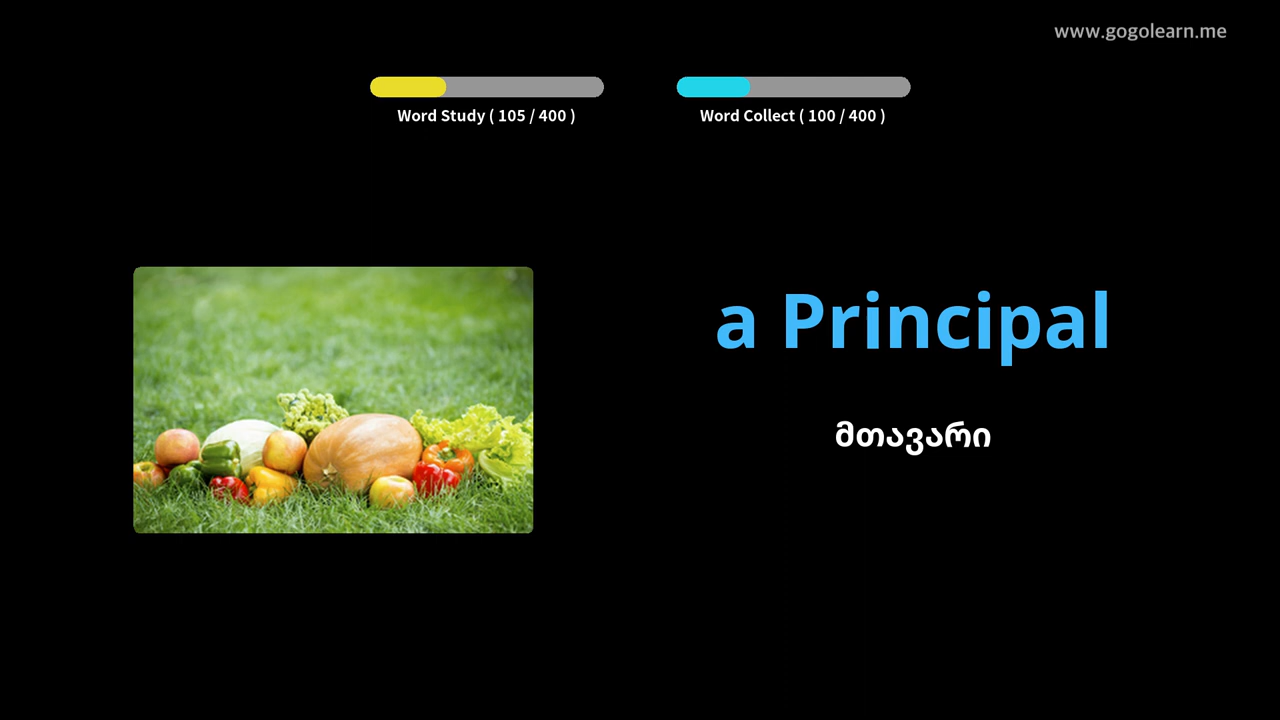 www.gogolearn.me
Word Study ( 105 / 400 )
Word Collect ( 100 / 400 )
a Principal
მთავარი